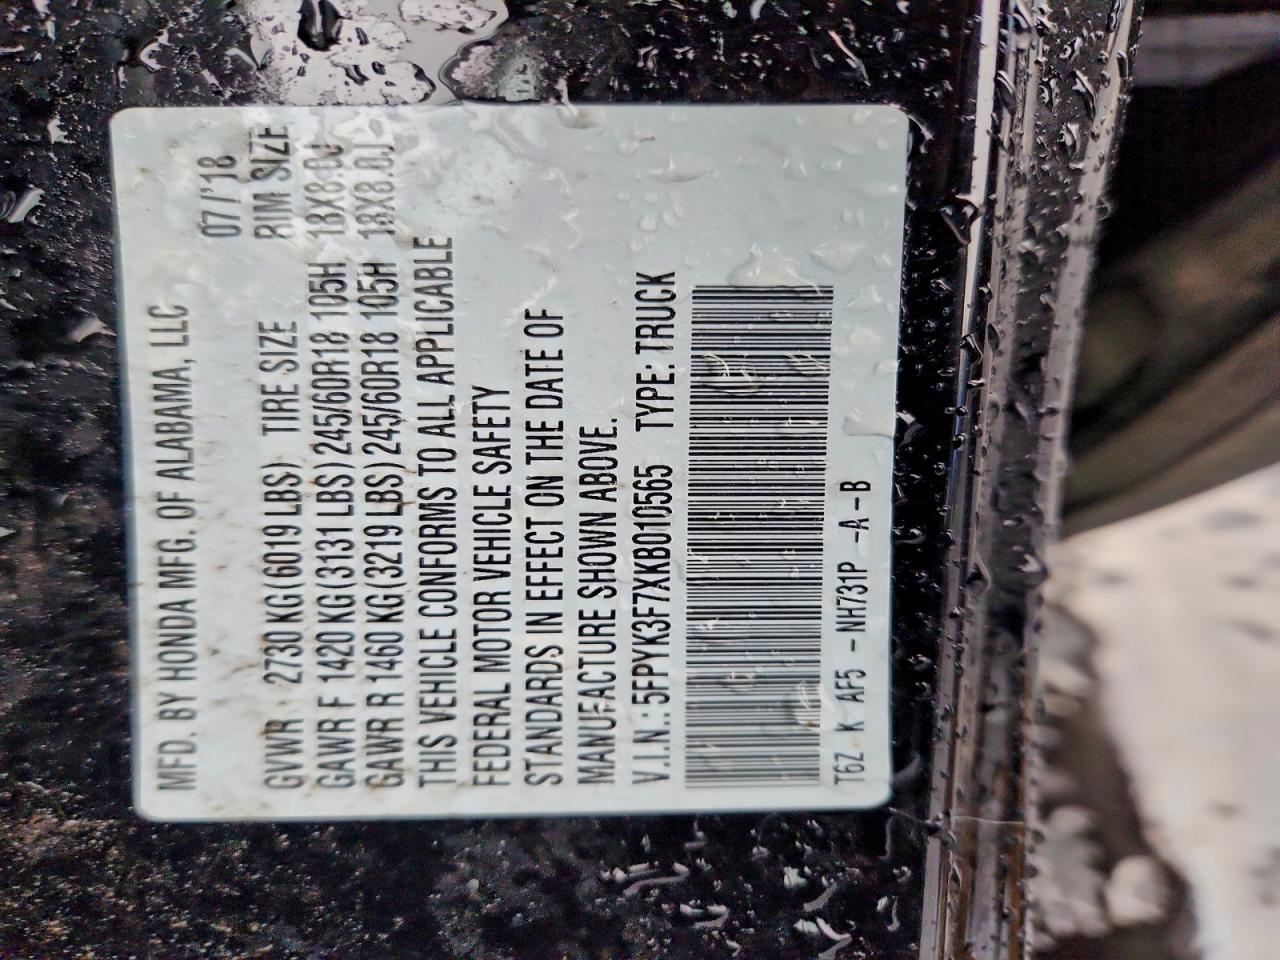 MFD. BY HONDA MFG. OF ALABAMA, LLC
07/'18
GVWR 2730 KG(6019 LBS) TIRE SIZE RIM SIZE
GAWR F 1420 KG(3131 LBS)245/60R18 105H 18X8.0J
GAWR R 1460 KG(3219 LBS)245/60R18 105H 18X8.0J
THIS VEHICLE CONFORMS TO ALL APPLICABLE
FEDERAL MOTOR VEHICLE SAFETY
STANDARDS IN EFFECT ON THE DATE OF
MANUFACTURE SHOWN ABOVE.
V.I.N.: 5FPYK3F7XKB010565 TYPE: TRUCK
T6Z K AF5 -NH731P -A-B